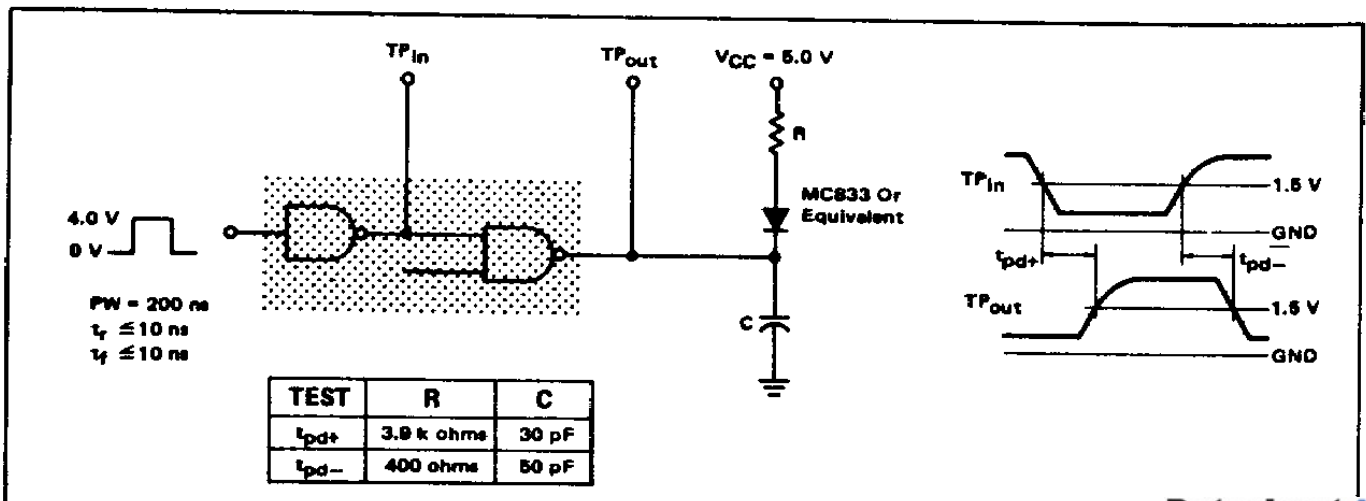 TPin
TPout
VCC = 5.0 V
R
MC833 Or
Equivalent
4.0 V
0 V
PW = 200 ns
tr ≤ 10 ns
tf ≤ 10 ns
C
TPin
1.5 V
GND
tpd+
tpd−
TPout
1.5 V
GND
TEST R C
tpd+ 3.9 k ohms 30 pF
tpd− 400 ohms 50 pF